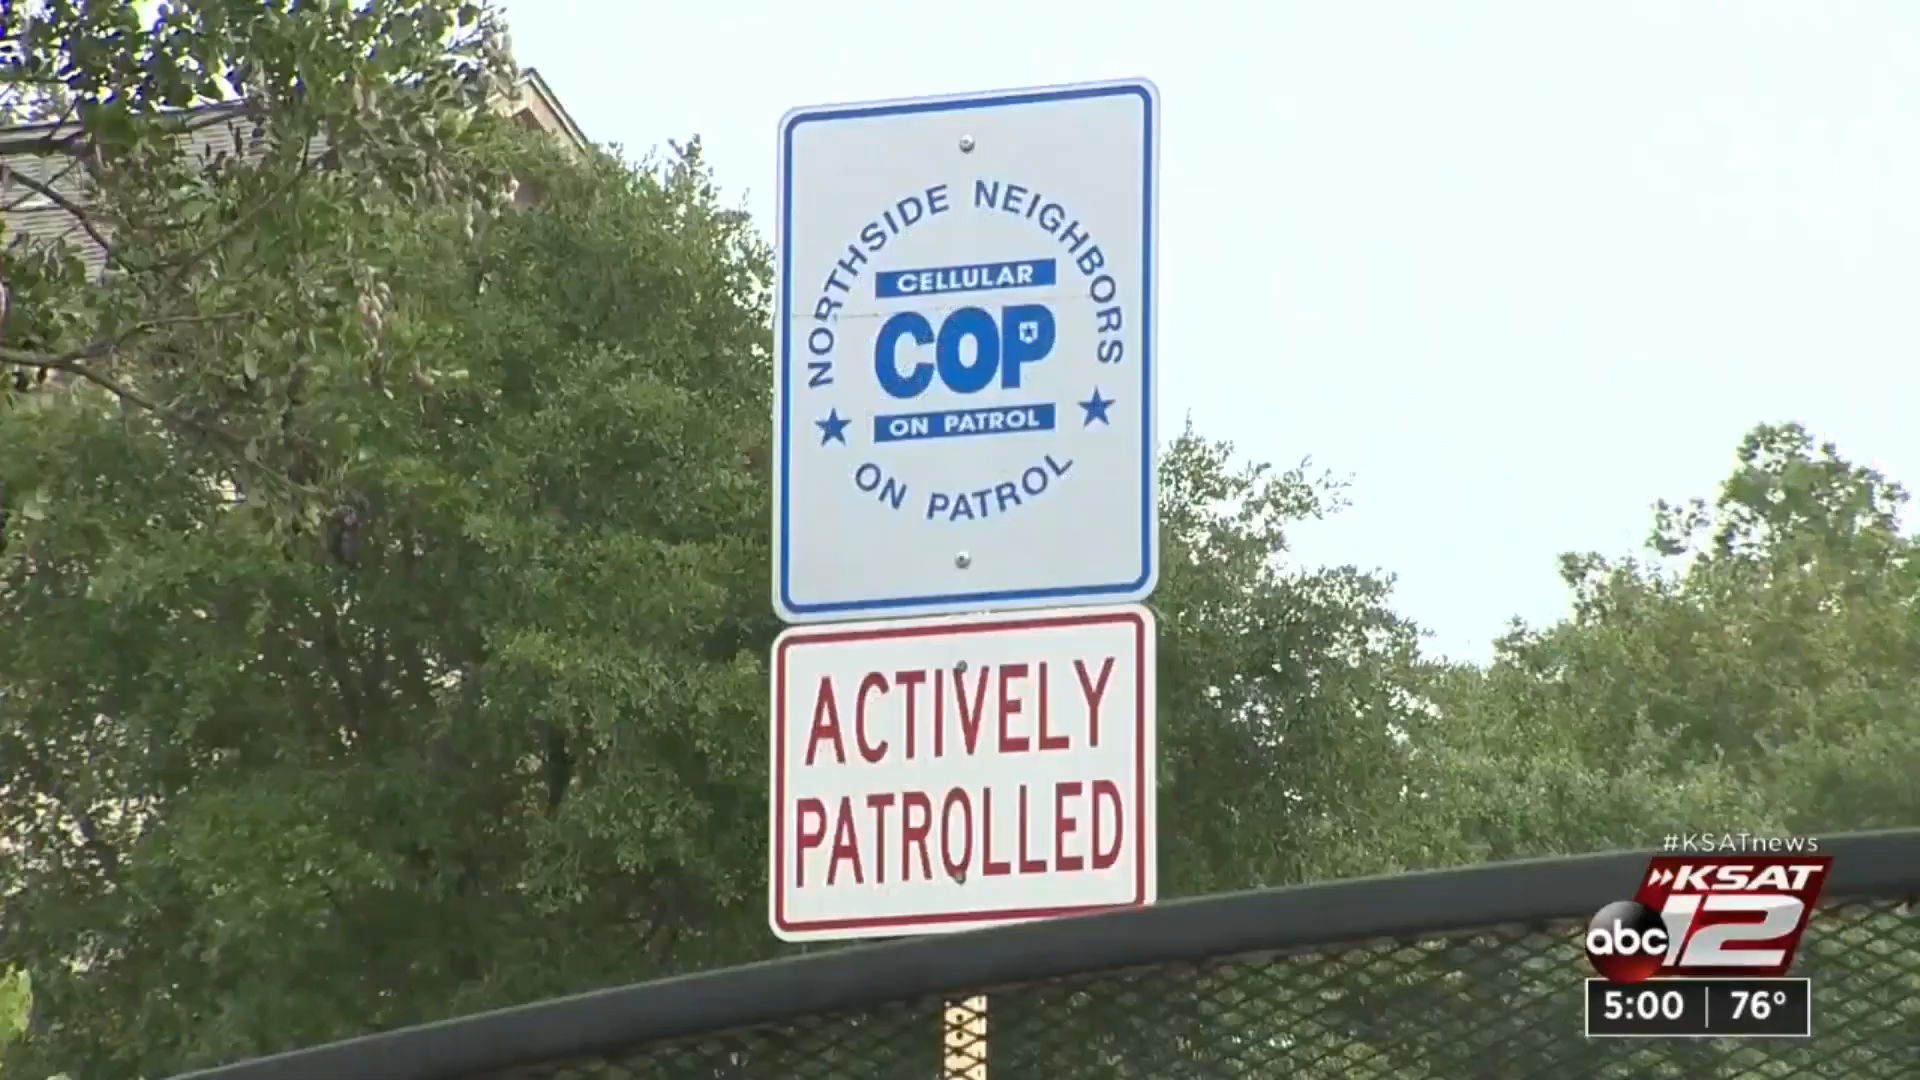 NORTHSIDE NEIGHBORS
CELLULAR
COP
ON PATROL
ON PATROL
ACTIVELY
PATROLLED
#KSATnews
KSAT
abc 12
5:00 | 76°